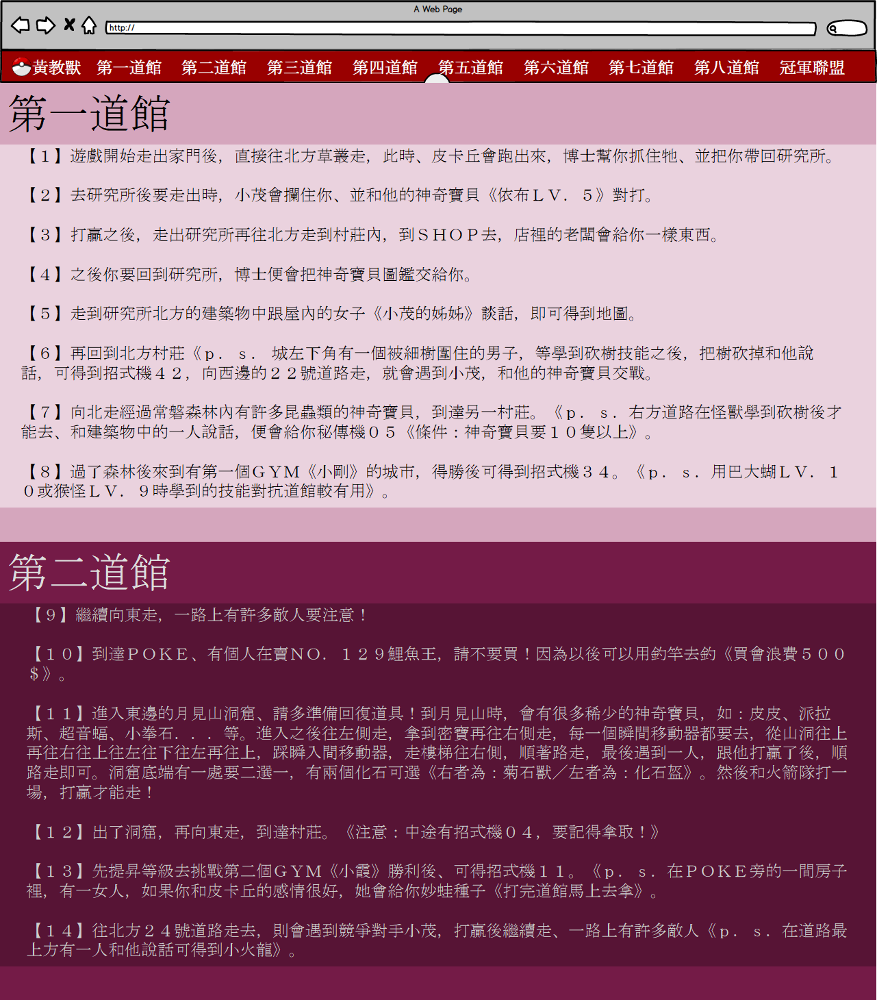 A Web Page
http://
黃教獸 第一道館 第二道館 第三道館 第四道館 第五道館 第六道館 第七道館 第八道館 冠軍聯盟
第一道館
【１】遊戲開始走出家門後，直接往北方草叢走，此時、皮卡丘會跑出來，博士幫你抓住牠、並把你帶回研究所。
【２】去研究所後要走出時，小茂會攔住你、並和他的神奇寶貝《依布ＬＶ．５》對打。
【３】打贏之後，走出研究所再往北方走到村莊內，到ＳＨＯＰ去，店裡的老闆會給你一樣東西。
【４】之後你要回到研究所，博士便會把神奇寶貝圖鑑交給你。
【５】走到研究所北方的建築物中跟屋內的女子《小茂的姊姊》談話，即可得到地圖。
【６】再回到北方村莊《ｐ．ｓ． 城左下角有一個被細樹圍住的男子，等學到砍樹技能之後，把樹砍掉和他說
話，可得到招式機４２，向西邊的２２號道路走，就會遇到小茂，和他的神奇寶貝交戰。
【７】向北走經過常磐森林內有許多昆蟲類的神奇寶貝，到達另一村莊。《ｐ．ｓ．右方道路在怪獸學到砍樹後才
能去、和建築物中的一人說話，便會給你秘傳機０５《條件：神奇寶貝要１０隻以上》。
【８】過了森林後來到有第一個ＧＹＭ《小剛》的城市，得勝後可得到招式機３４。《ｐ．ｓ．用巴大蝴ＬＶ．１
０或猴怪ＬＶ．９時學到的技能對抗道館較有用》。
第二道館
【９】繼續向東走，一路上有許多敵人要注意！
【１０】到達ＰＯＫＥ、有個人在賣ＮＯ．１２９鯉魚王，請不要買！因為以後可以用釣竿去釣《買會浪費５００
＄》。
【１１】進入東邊的月見山洞窟、請多準備回復道具！到月見山時，會有很多稀少的神奇寶貝，如：皮皮、派拉
斯、超音蝠、小拳石．．等。進入之後往左側走，拿到密寶再往右側走，每一個瞬間移動器都要去，從山洞往上
再往右往上往左往下往左再往上，踩瞬入間移動器，走樓梯往右側，順著路走，最後遇到一人，跟他打贏了後，順
路走即可。洞窟底端有一處要二選一，有兩個化石可選《右者為：菊石獸／左者為：化石盔》。然後和火箭隊打一
場，打贏才能走！
【１２】出了洞窟，再向東走，到達村莊。《注意：中途有招式機０４，要記得拿取！》
【１３】先提昇等級去挑戰第二個ＧＹＭ《小霞》勝利後、可得招式機１１。《ｐ．ｓ．在ＰＯＫＥ旁的一間房子
裡，有一女人，如果你和皮卡丘的感情很好，她會給你妙蛙種子《打完道館馬上去拿》。
【１４】往北方２４號道路走去，則會遇到競爭對手小茂，打贏後繼續走、一路上有許多敵人《ｐ．ｓ．在道路最
上方有一人和他說話可得到小火龍》。